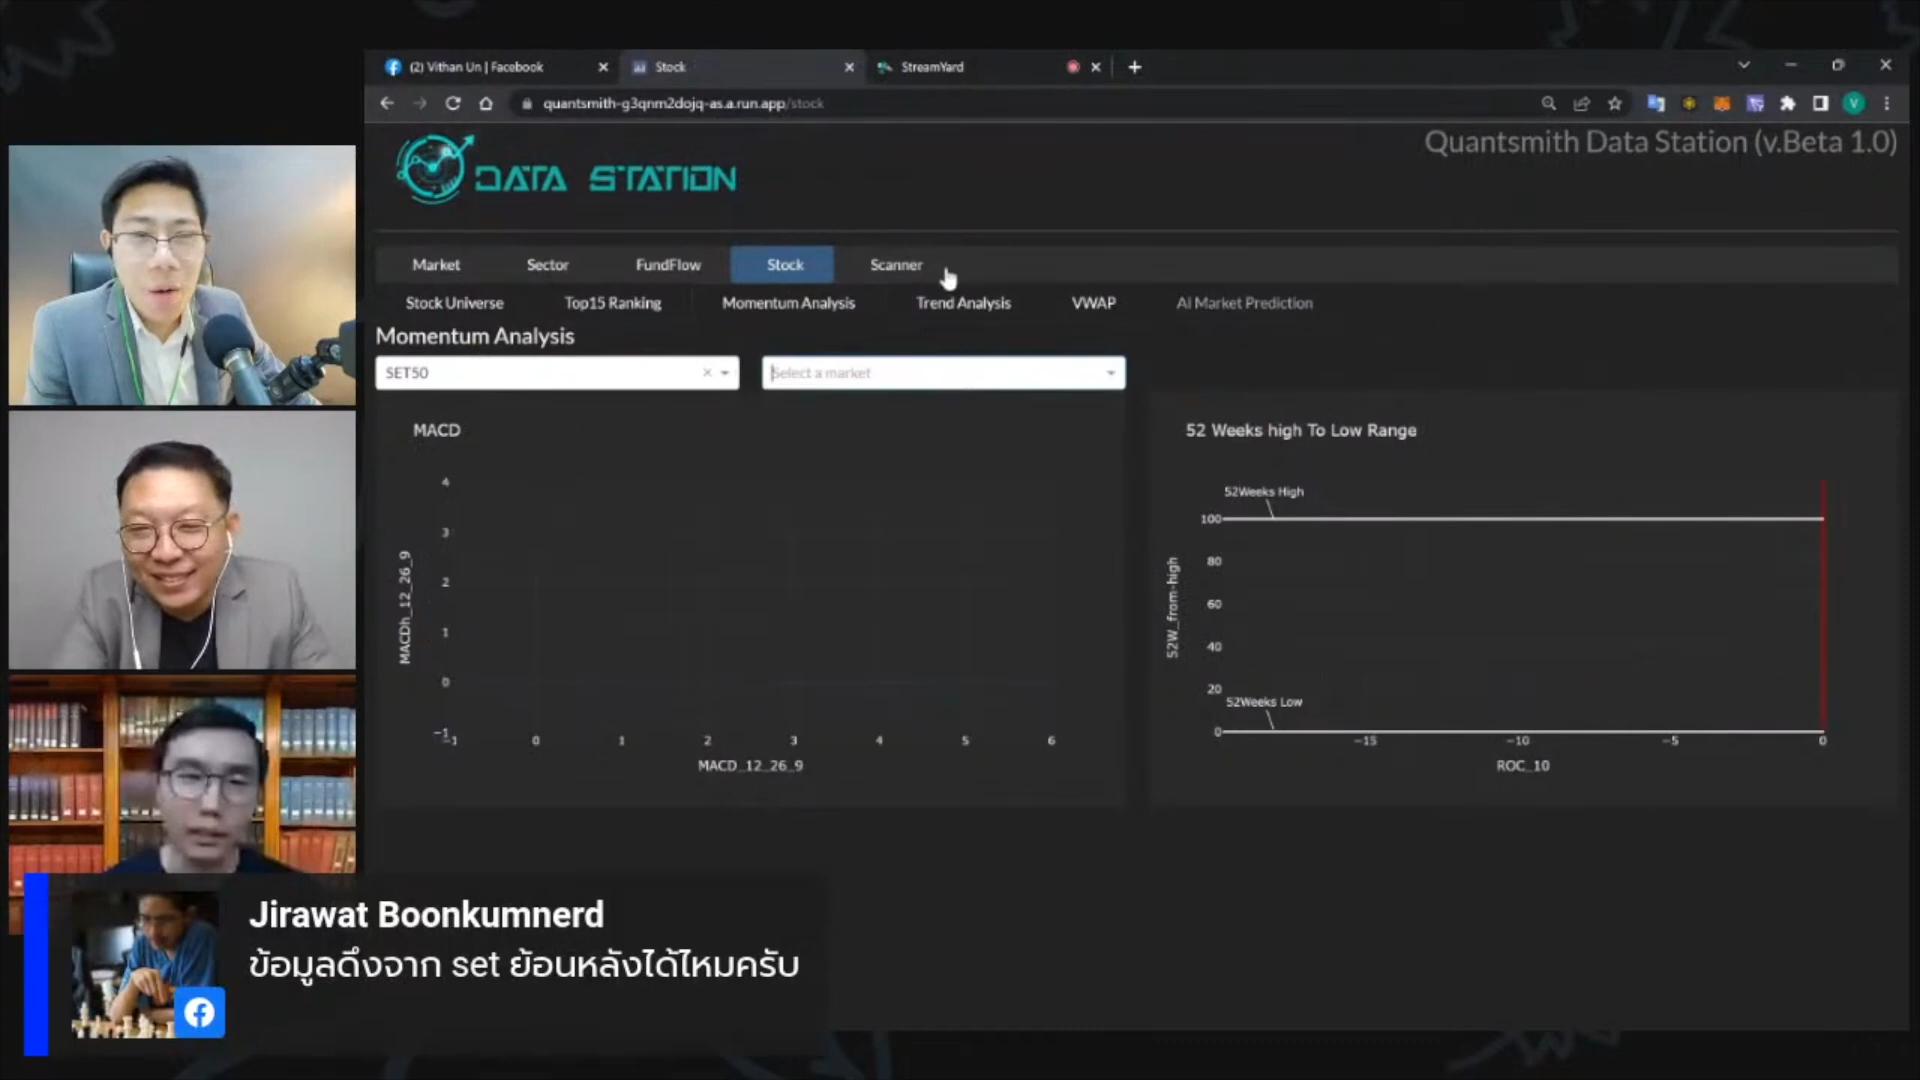 (2) Vithan Un | Facebook
Stock
StreamYard
quantsmith-g3qnm2dojq-as.a.run.app/stock
V
DATA STATION
Quantsmith Data Station (v.Beta 1.0)
Market Sector FundFlow Stock Scanner
Stock Universe Top15 Ranking Momentum Analysis Trend Analysis VWAP AI Market Prediction
Momentum Analysis
SET50
Select a market
MACD
4
3
2
1
0
−1
MACDh_12_26_9
−1 0 1 2 3 4 5 6
MACD_12_26_9
52 Weeks high To Low Range
52Weeks High
100
80
60
40
20
52Weeks Low
0
52W_from-high
−15 −10 −5 0
ROC_10
Jirawat Boonkumnerd
ข้อมูลดึงจาก set ย้อนหลังได้ไหมครับ